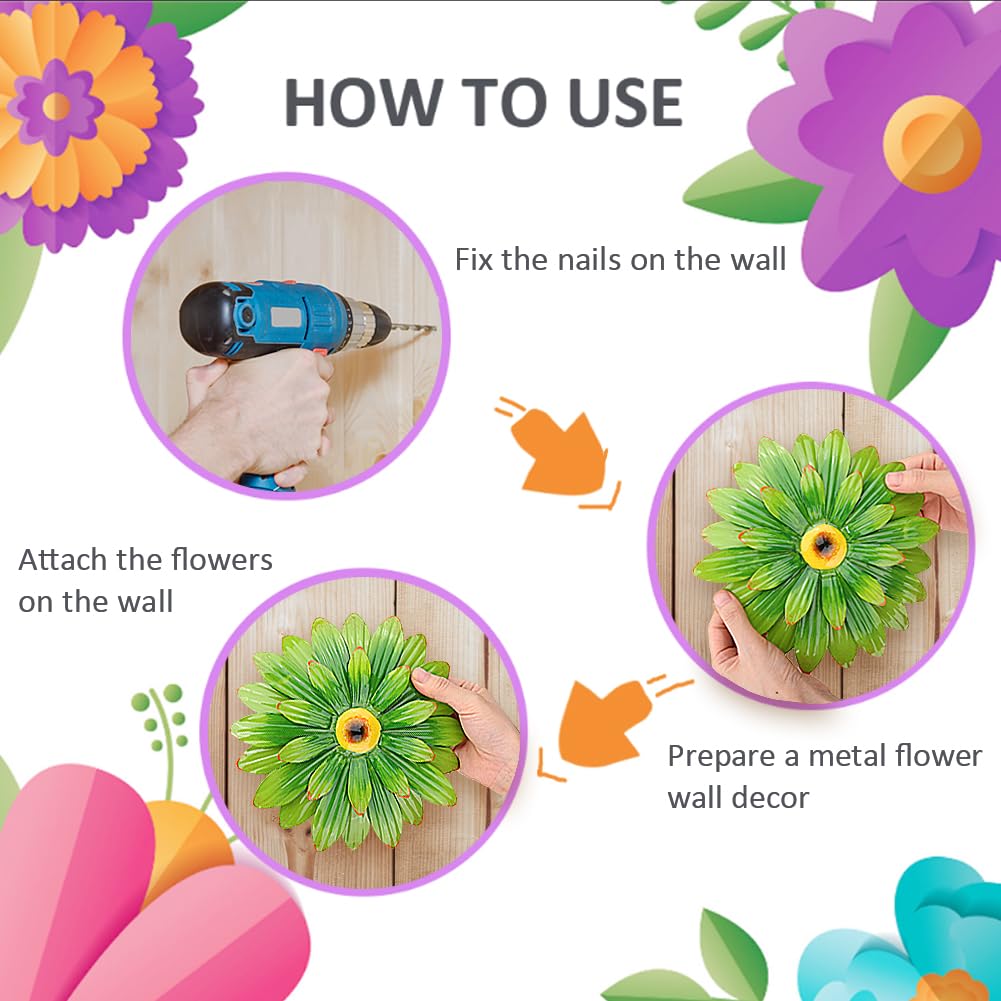 HOW TO USE
Fix the nails on the wall
Prepare a metal flower
wall decor
Attach the flowers
on the wall